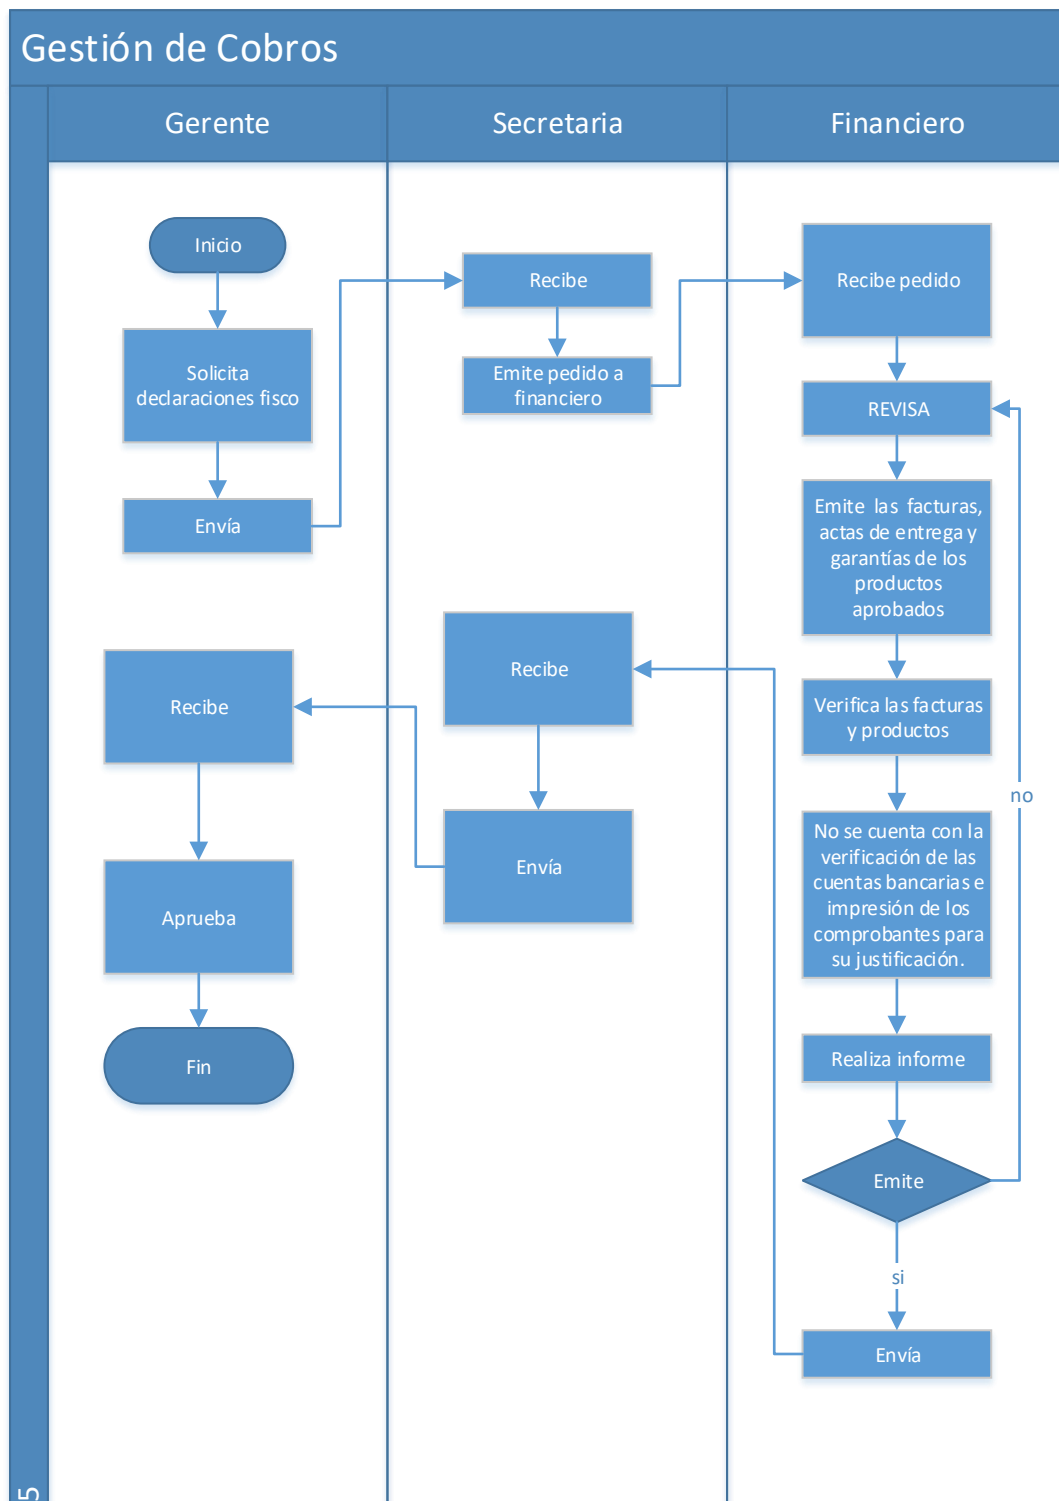 Gestión de Cobros
Gerente
Secretaria
Financiero
Inicio
Solicita
declaraciones fisco
Envía
Recibe
Emite pedido a
financiero
Recibe pedido
REVISA
Emite las facturas,
actas de entrega y
garantías de los
productos
aprobados
Verifica las facturas
y productos
No se cuenta con la
verificación de las
cuentas bancarias e
impresión de los
comprobantes para
su justificación.
Realiza informe
Emite
no
si
Envía
Recibe
Envía
Recibe
Aprueba
Fin
5